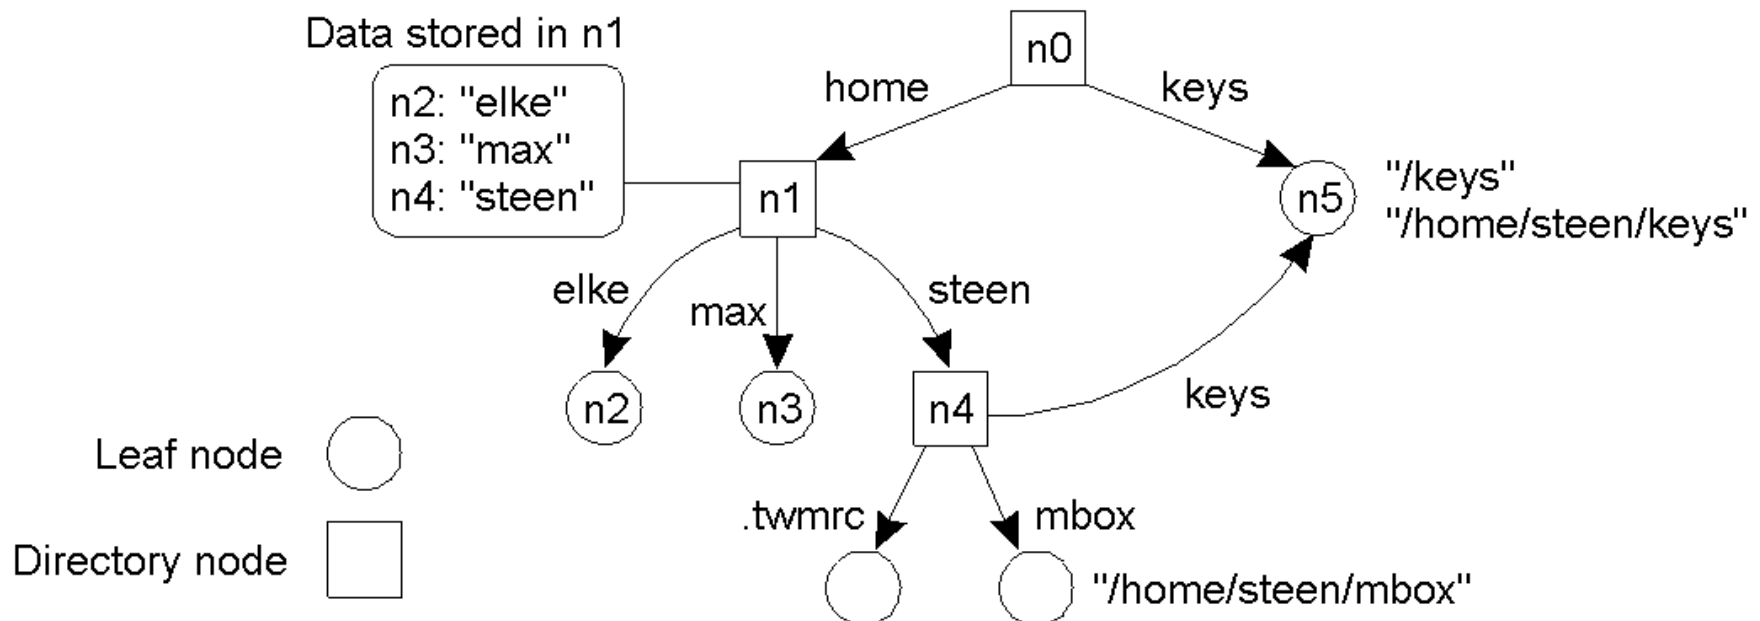 Data stored in n1
n2: "elke"
n3: "max"
n4: "steen"
n0
home
keys
n1
n5
"/keys"
"/home/steen/keys"
elke
max
steen
n2
n3
n4
keys
Leaf node
.twmrc
mbox
Directory node
"/home/steen/mbox"